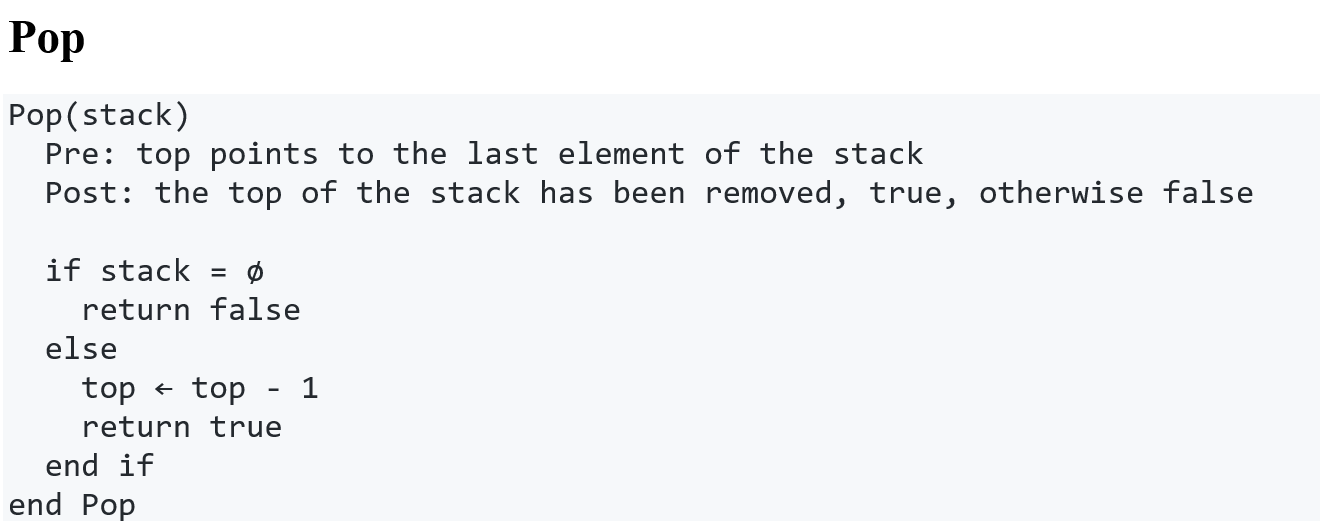 Pop
Pop(stack)
  Pre: top points to the last element of the stack
  Post: the top of the stack has been removed, true, otherwise false

  if stack = ø
    return false
  else
    top ← top - 1
    return true
  end if
end Pop